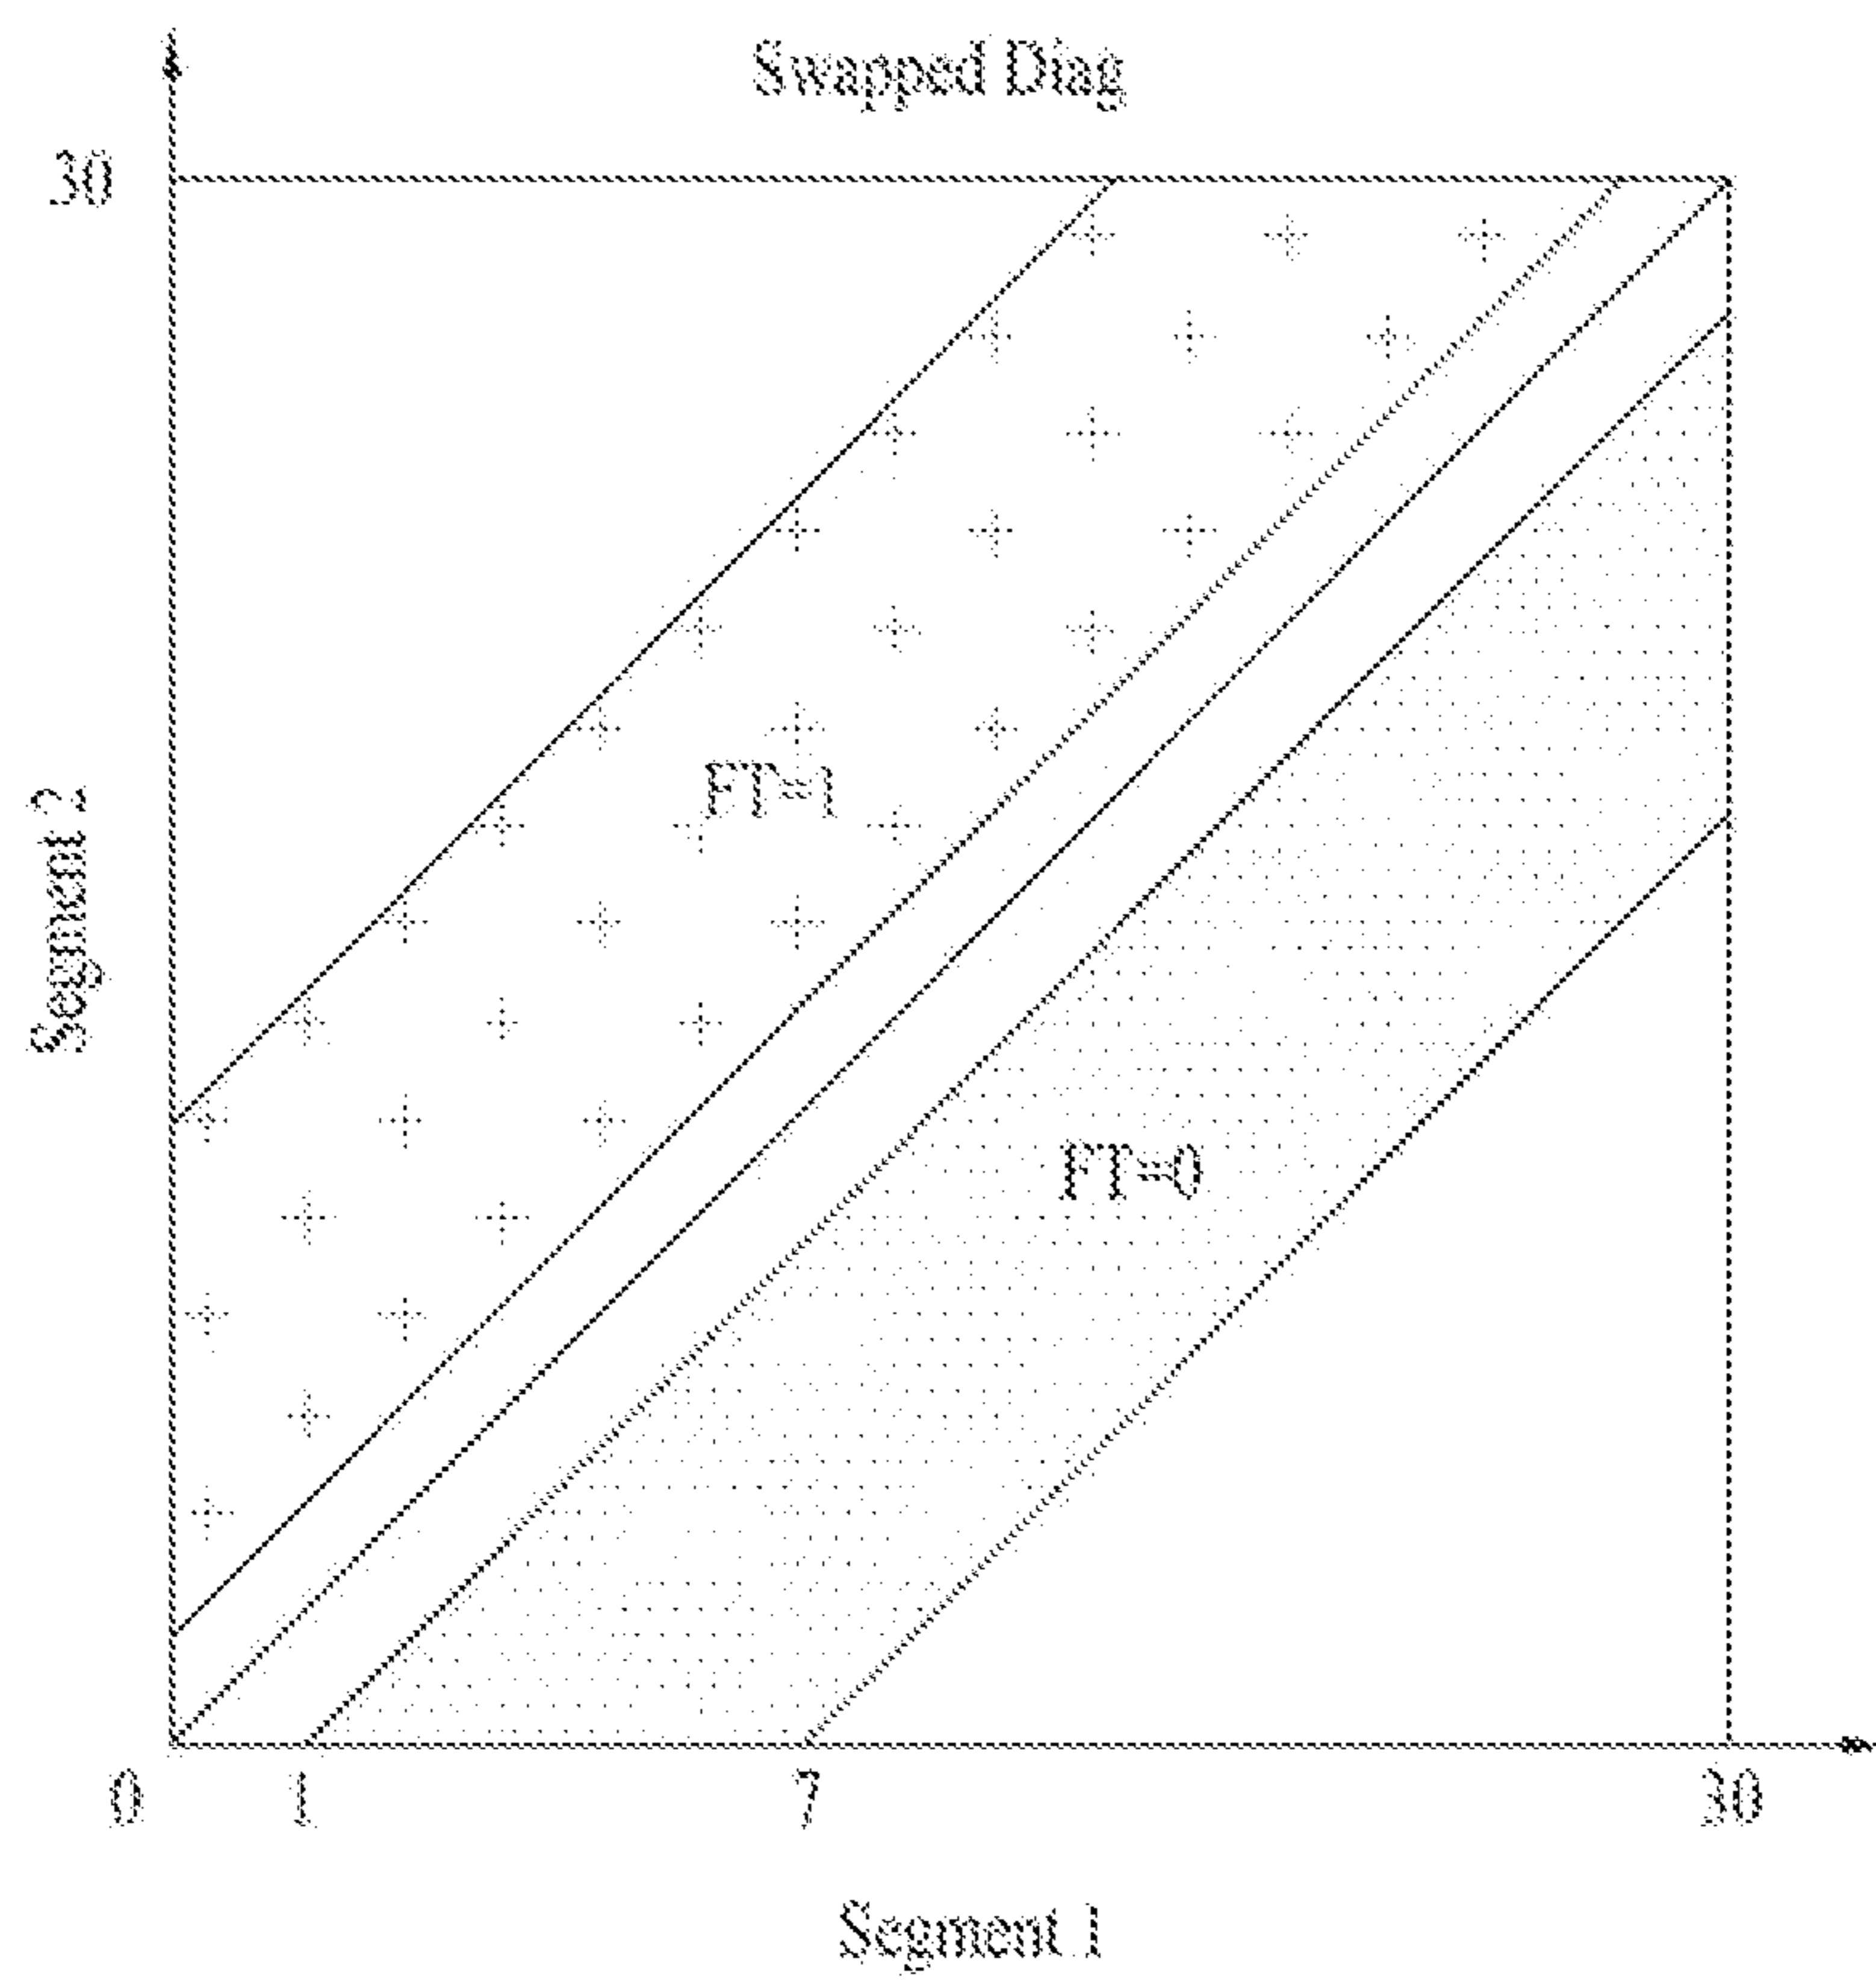 Swapped Diag
30
Segment 2
FT=1
FT=0
0
1
7
30
Segment 1